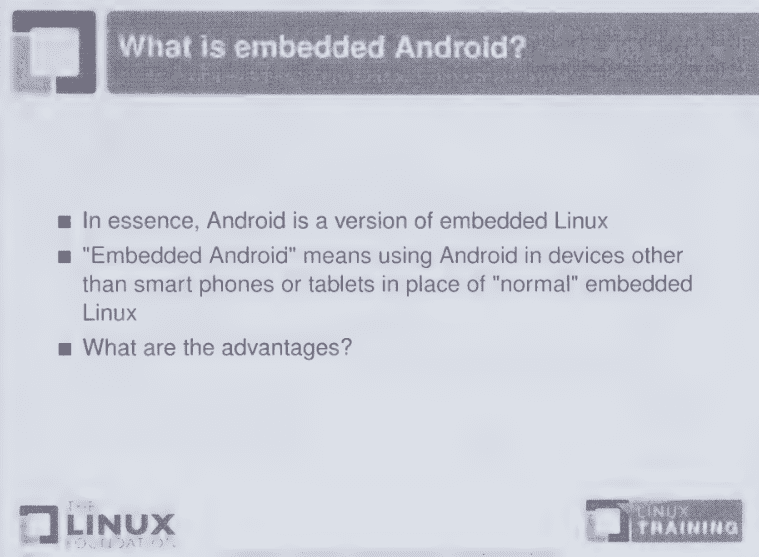 What is embedded Android?
■ In essence, Android is a version of embedded Linux
■ "Embedded Android" means using Android in devices other
than smart phones or tablets in place of "normal" embedded
Linux
■ What are the advantages?
THE
LINUX
FOUNDATION
LINUX
TRAINING